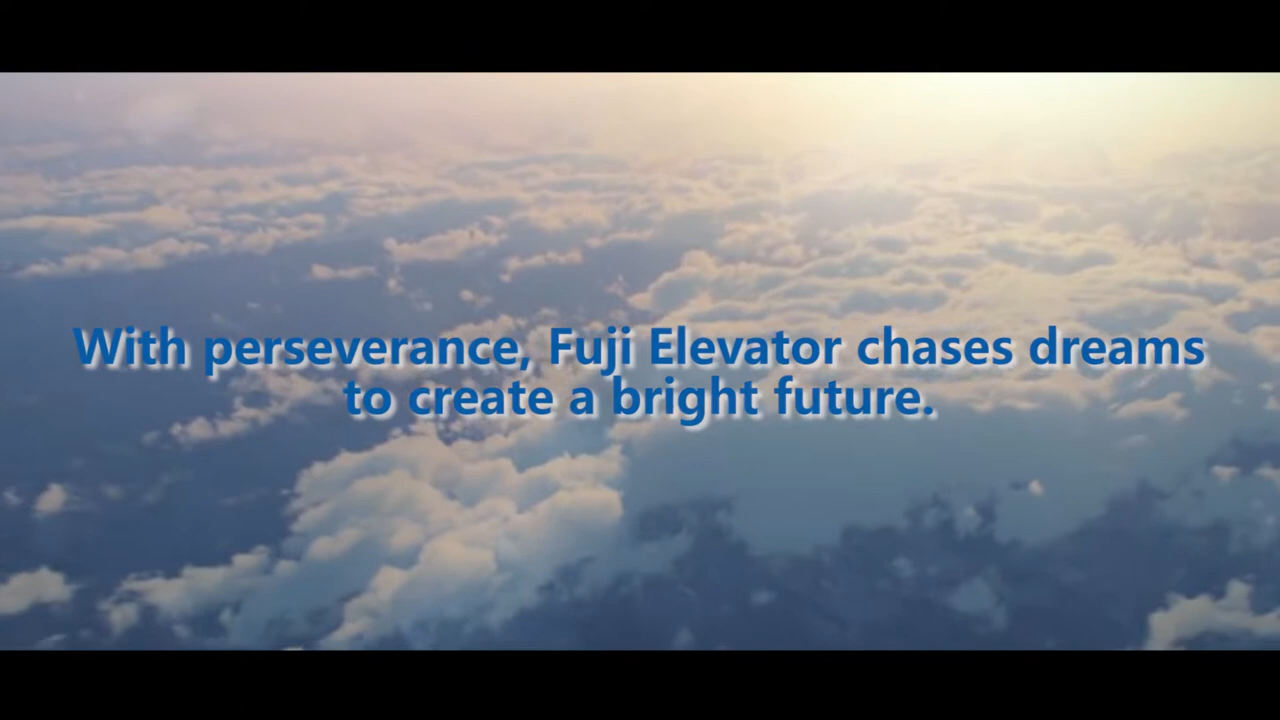 With perseverance, Fuji Elevator chases dreams
to create a bright future.